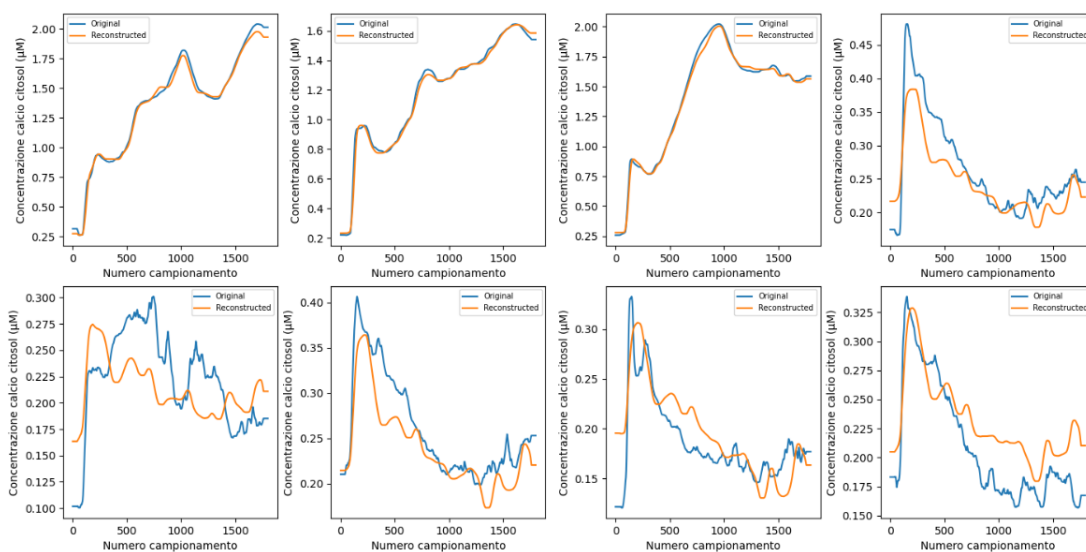 Concentrazione calcio citosol (μM)
2.00
1.75
1.50
1.25
1.00
0.75
0.50
0.25
Original
Reconstructed
0
500
1000
1500
Numero campionamento
Concentrazione calcio citosol (μM)
1.6
1.4
1.2
1.0
0.8
0.6
0.4
0.2
Original
Reconstructed
0
500
1000
1500
Numero campionamento
Concentrazione calcio citosol (μM)
2.00
1.75
1.50
1.25
1.00
0.75
0.50
0.25
Original
Reconstructed
0
500
1000
1500
Numero campionamento
Concentrazione calcio citosol (μM)
0.45
0.40
0.35
0.30
0.25
0.20
Original
Reconstructed
0
500
1000
1500
Numero campionamento
Concentrazione calcio citosol (μM)
0.300
0.275
0.250
0.225
0.200
0.175
0.150
0.125
0.100
Original
Reconstructed
0
500
1000
1500
Numero campionamento
Concentrazione calcio citosol (μM)
0.40
0.35
0.30
0.25
0.20
Original
Reconstructed
0
500
1000
1500
Numero campionamento
Concentrazione calcio citosol (μM)
0.30
0.25
0.20
0.15
Original
Reconstructed
0
500
1000
1500
Numero campionamento
Concentrazione calcio citosol (μM)
0.325
0.300
0.275
0.250
0.225
0.200
0.175
0.150
Original
Reconstructed
0
500
1000
1500
Numero campionamento